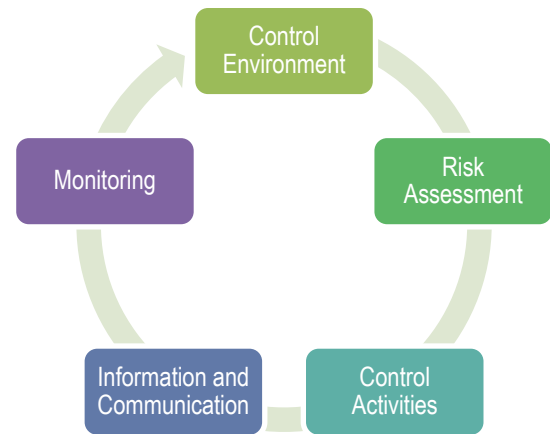 Control
Environment
Risk
Assessment
Control
Activities
Information and
Communication
Monitoring